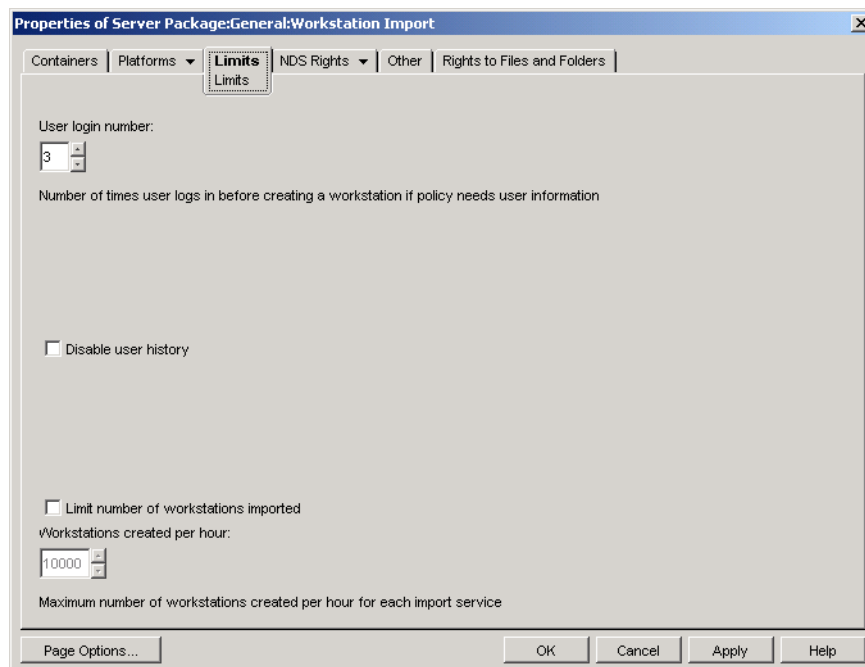 Properties of Server Package:General:Workstation Import
Containers Platforms Limits NDS Rights Other Rights to Files and Folders
Limits
User login number:
3
Number of times user logs in before creating a workstation if policy needs user information
Disable user history
Limit number of workstations imported
Workstations created per hour:
10000
Maximum number of workstations created per hour for each import service
Page Options... OK Cancel Apply Help